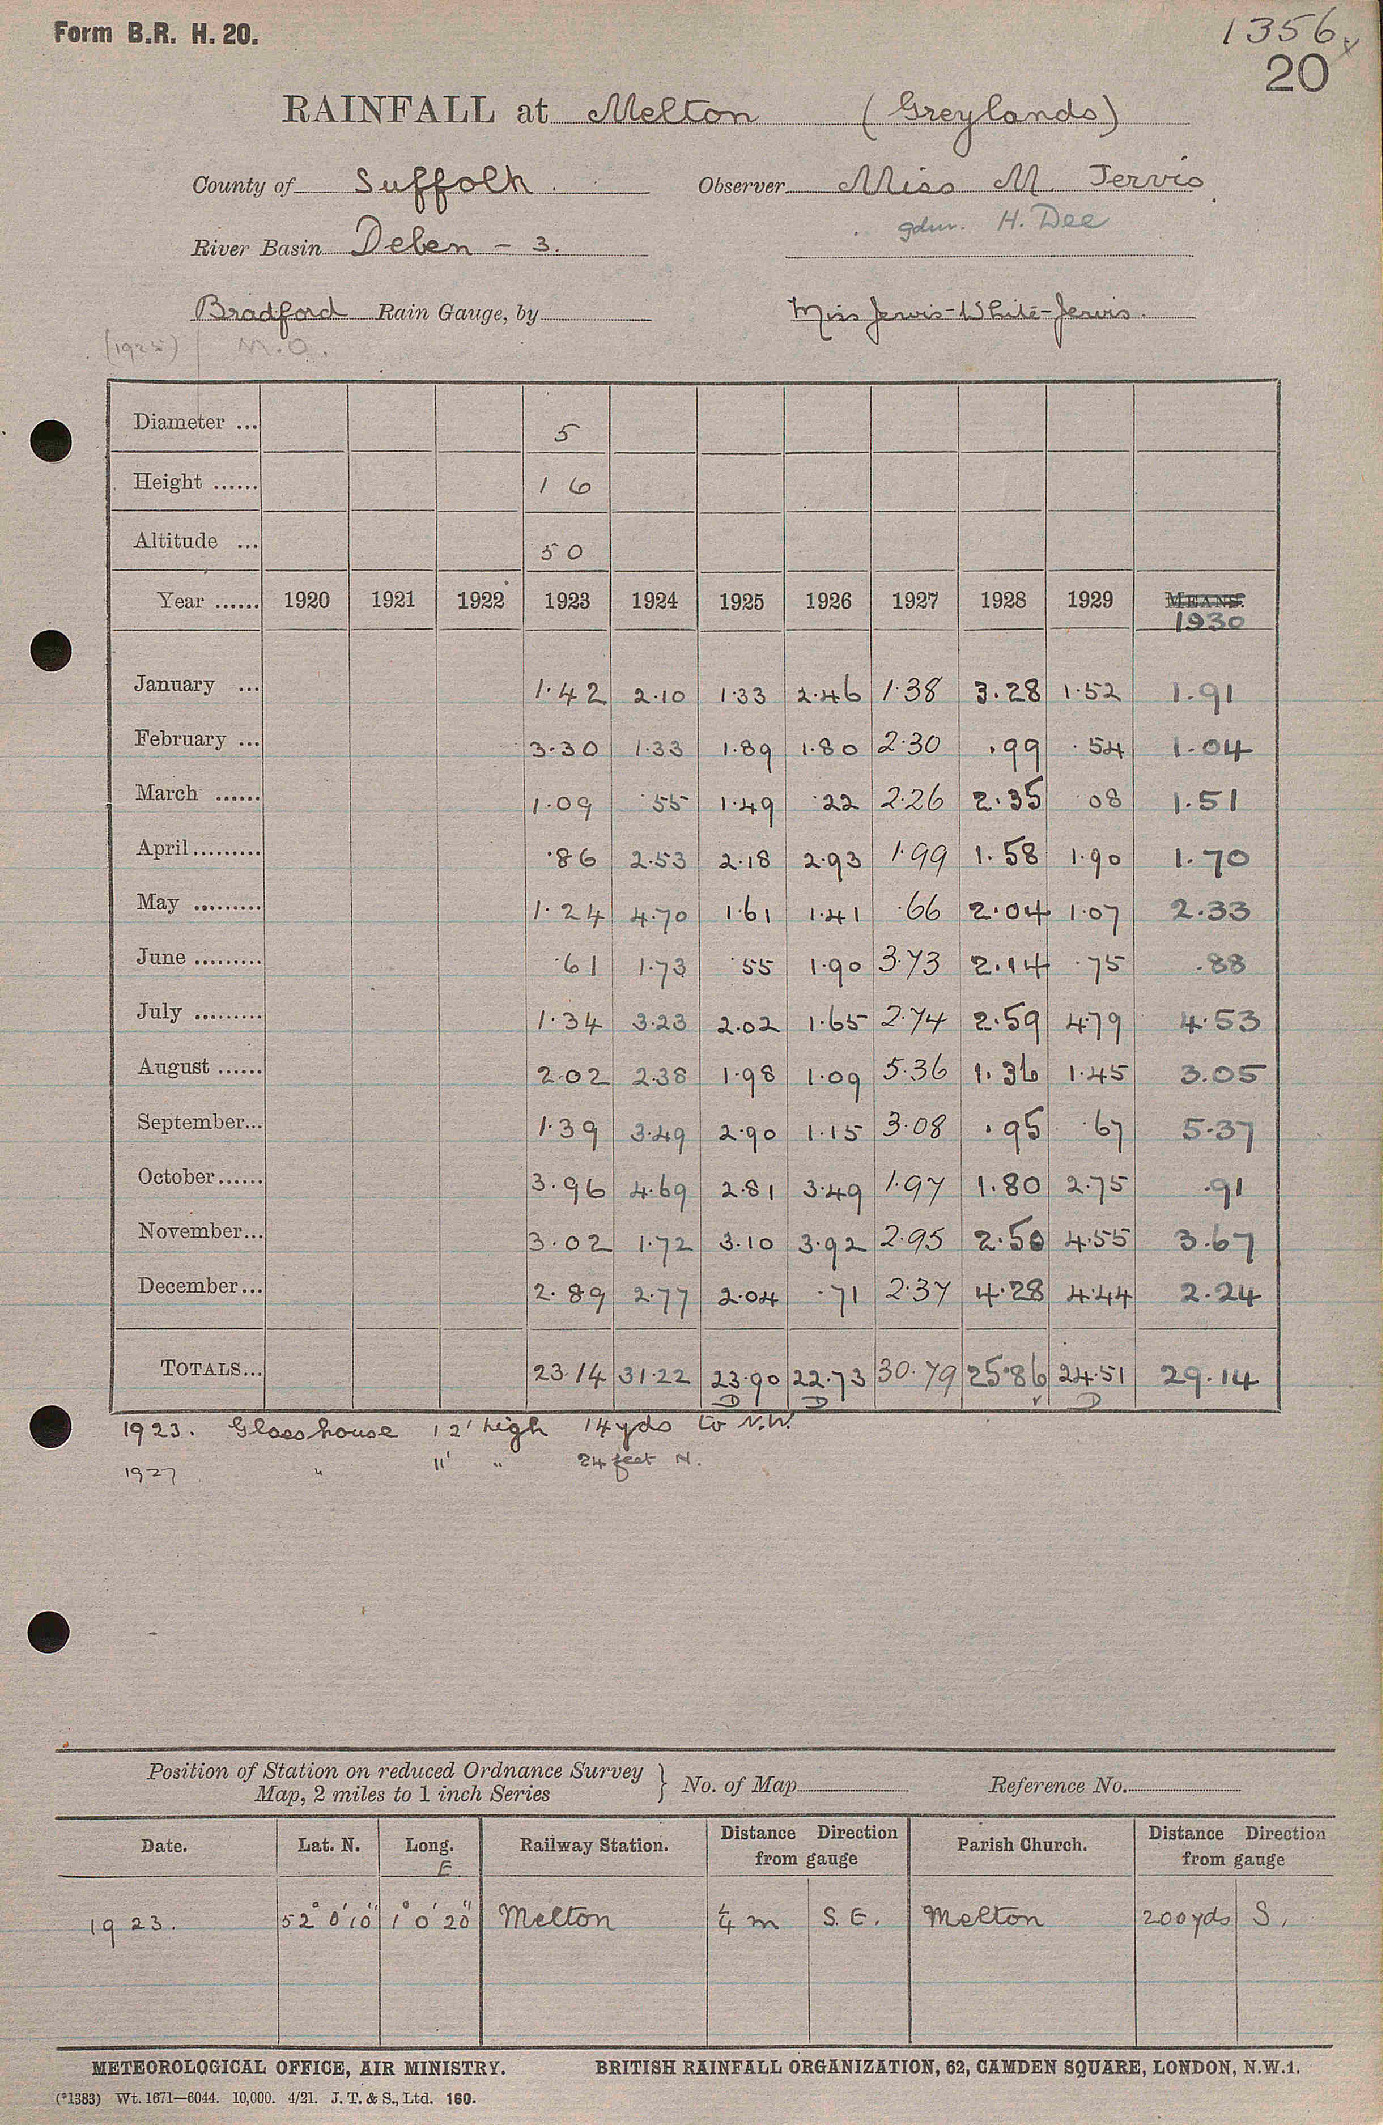 Form B.R. H. 20.
1356
20
RAINFALL at Melton (Greylands)
County of Suffolk Observer Miss M Jervis
gdnr. H. Dee
River Basin Deben - 3.
Bradford Rain Gauge, by Miss Jervis-White-Jervis.
(1925) M.O.
Diameter ... 5
Height ...... 1 6
Altitude ... 50
Year ...... 1920 1921 1922 1923 1924 1925 1926 1927 1928 1929 MEANS.
1930
January ... 1.42 2.10 1.33 2.46 1.38 3.28 1.52 1.91
February ... 3.30 1.33 1.89 1.80 2.30 .99 .54 1.04
March ...... 1.09 .55 1.49 .22 2.26 2.35 08 1.51
April ......... .86 2.53 2.18 2.93 1.99 1.58 1.90 1.70
May ......... 1.24 4.70 1.61 1.41 .66 2.04 1.07 2.33
June ......... .61 1.73 .55 1.90 3.73 2.14 .75 .88
July ......... 1.34 3.23 2.02 1.65 2.74 2.59 4.79 4.53
August ...... 2.02 2.38 1.98 1.09 5.36 1.36 1.45 3.05
September... 1.39 3.49 2.90 1.15 3.08 .95 .67 5.37
October ...... 3.96 4.69 2.81 3.49 1.97 1.80 2.75 .91
November... 3.02 1.72 3.10 3.92 2.95 2.50 4.55 3.67
December... 2.89 2.77 2.04 .71 2.37 4.28 4.44 2.24
TOTALS... 23.14 31.22 23.90 22.73 30.79 25.86 24.51 29.14
D D v D
1923. Glasshouse 12' high 14yds to N.W.
1927 " 11' " 24 feet N.
Position of Station on reduced Ordnance Survey
Map, 2 miles to 1 inch Series } No. of Map Reference No.
Date. Lat. N. Long. E Railway Station. Distance Direction from gauge Parish Church. Distance Direction from gauge
1923. 52° 6' 10" 1° 0' 20" Melton ¼ m S.E. Melton 200yds S.
METEOROLOGICAL OFFICE, AIR MINISTRY. BRITISH RAINFALL ORGANIZATION, 62, CAMDEN SQUARE, LONDON, N.W.1.
(*1383) Wt. 1671—6044. 10,000. 4/21. J. T. & S., Ltd. 160.